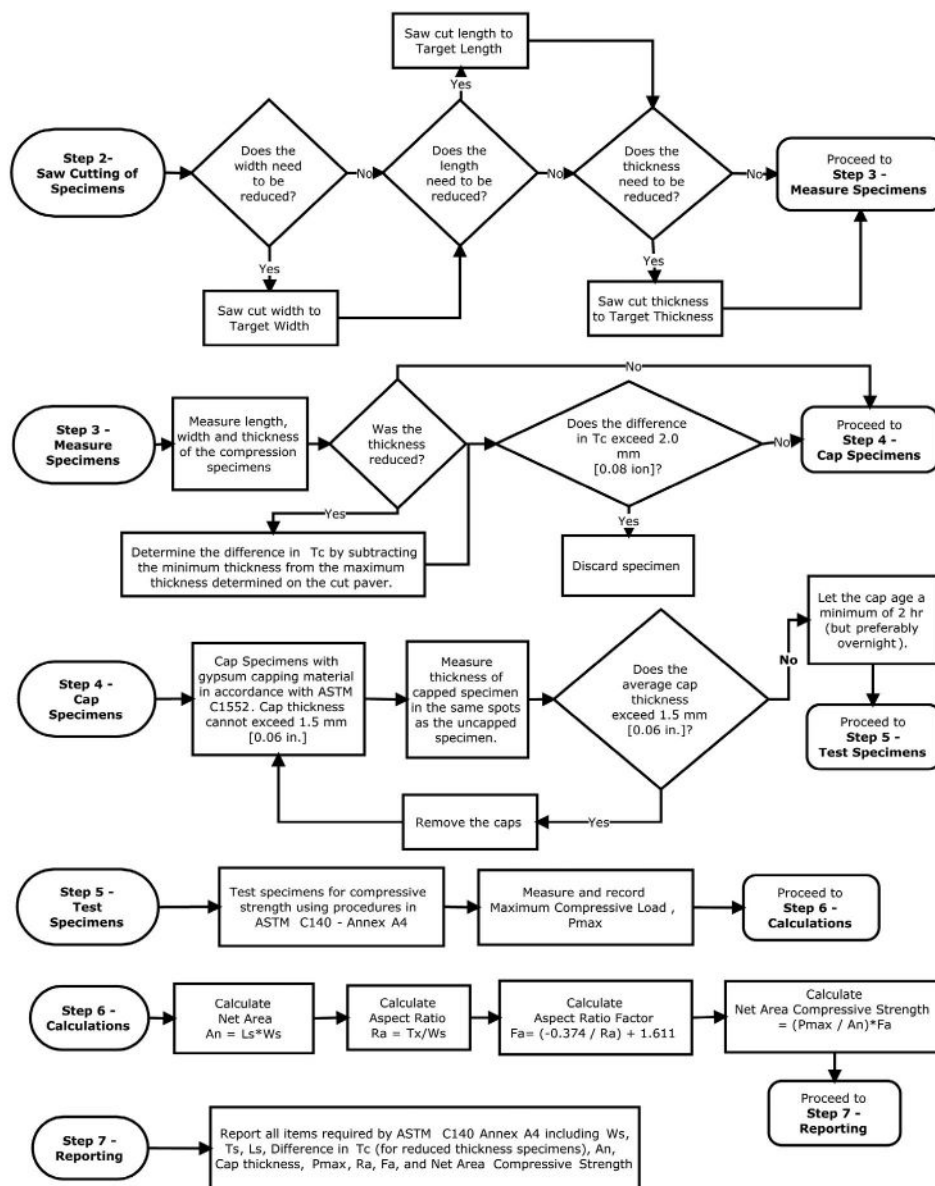 Saw cut length to
Target Length
Yes
Step 2-
Saw Cutting of
Specimens
Does the
width need
to be
reduced?
No
Does the
length
need to be
reduced?
No
Does the
thickness
need to be
reduced?
No
Proceed to
Step 3 -
Measure Specimens
Yes
Saw cut width to
Target Width
Yes
Saw cut thickness
to Target Thickness
No
Step 3 -
Measure
Specimens
Measure length,
width and thickness
of the compression
specimens
Was the
thickness
reduced?
Does the difference
in Tc exceed 2.0
mm
[0.08 ion]?
No
Proceed to
Step 4 -
Cap Specimens
Yes
Determine the difference in Tc by subtracting
the minimum thickness from the maximum
thickness determined on the cut paver.
Yes
Discard specimen
Step 4 -
Cap
Specimens
Cap Specimens with
gypsum capping material
in accordance with ASTM
C1552. Cap thickness
cannot exceed 1.5 mm
[0.06 in.]
Measure
thickness of
capped specimen
in the same spots
as the uncapped
specimen.
Does the
average cap
thickness
exceed 1.5 mm
[0.06 in.]?
No
Let the cap age a
minimum of 2 hr
(but preferably
overnight).
Proceed to
Step 5 -
Test Specimens
Yes
Remove the caps
Step 5 -
Test
Specimens
Test specimens for compressive
strength using procedures in
ASTM C140 - Annex A4
Measure and record
Maximum Compressive Load ,
Pmax
Proceed to
Step 6 -
Calculations
Step 6 -
Calculations
Calculate
Net Area
An = Ls*Ws
Calculate
Aspect Ratio
Ra = Tx/Ws
Calculate
Aspect Ratio Factor
Fa= (-0.374 / Ra) + 1.611
Calculate
Net Area Compressive Strength
= (Pmax / An)*Fa
Proceed to
Step 7 -
Reporting
Step 7 -
Reporting
Report all items required by ASTM C140 Annex A4 including Ws,
Ts, Ls, Difference in Tc (for reduced thickness specimens), An,
Cap thickness, Pmax, Ra, Fa, and Net Area Compressive Strength